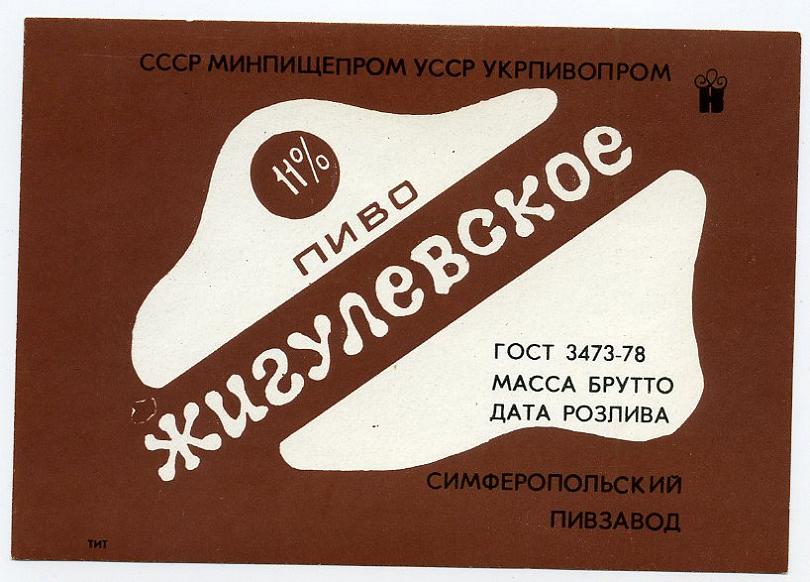 СССР МИНПИЩЕПРОМ УССР УКРПИВОПРОМ
11%
ПИВО
ЖИГУЛЕВСКОЕ
ГОСТ 3473-78
МАССА БРУТТО
ДАТА РОЗЛИВА
СИМФЕРОПОЛЬСКИЙ
ПИВЗАВОД
ТИТ